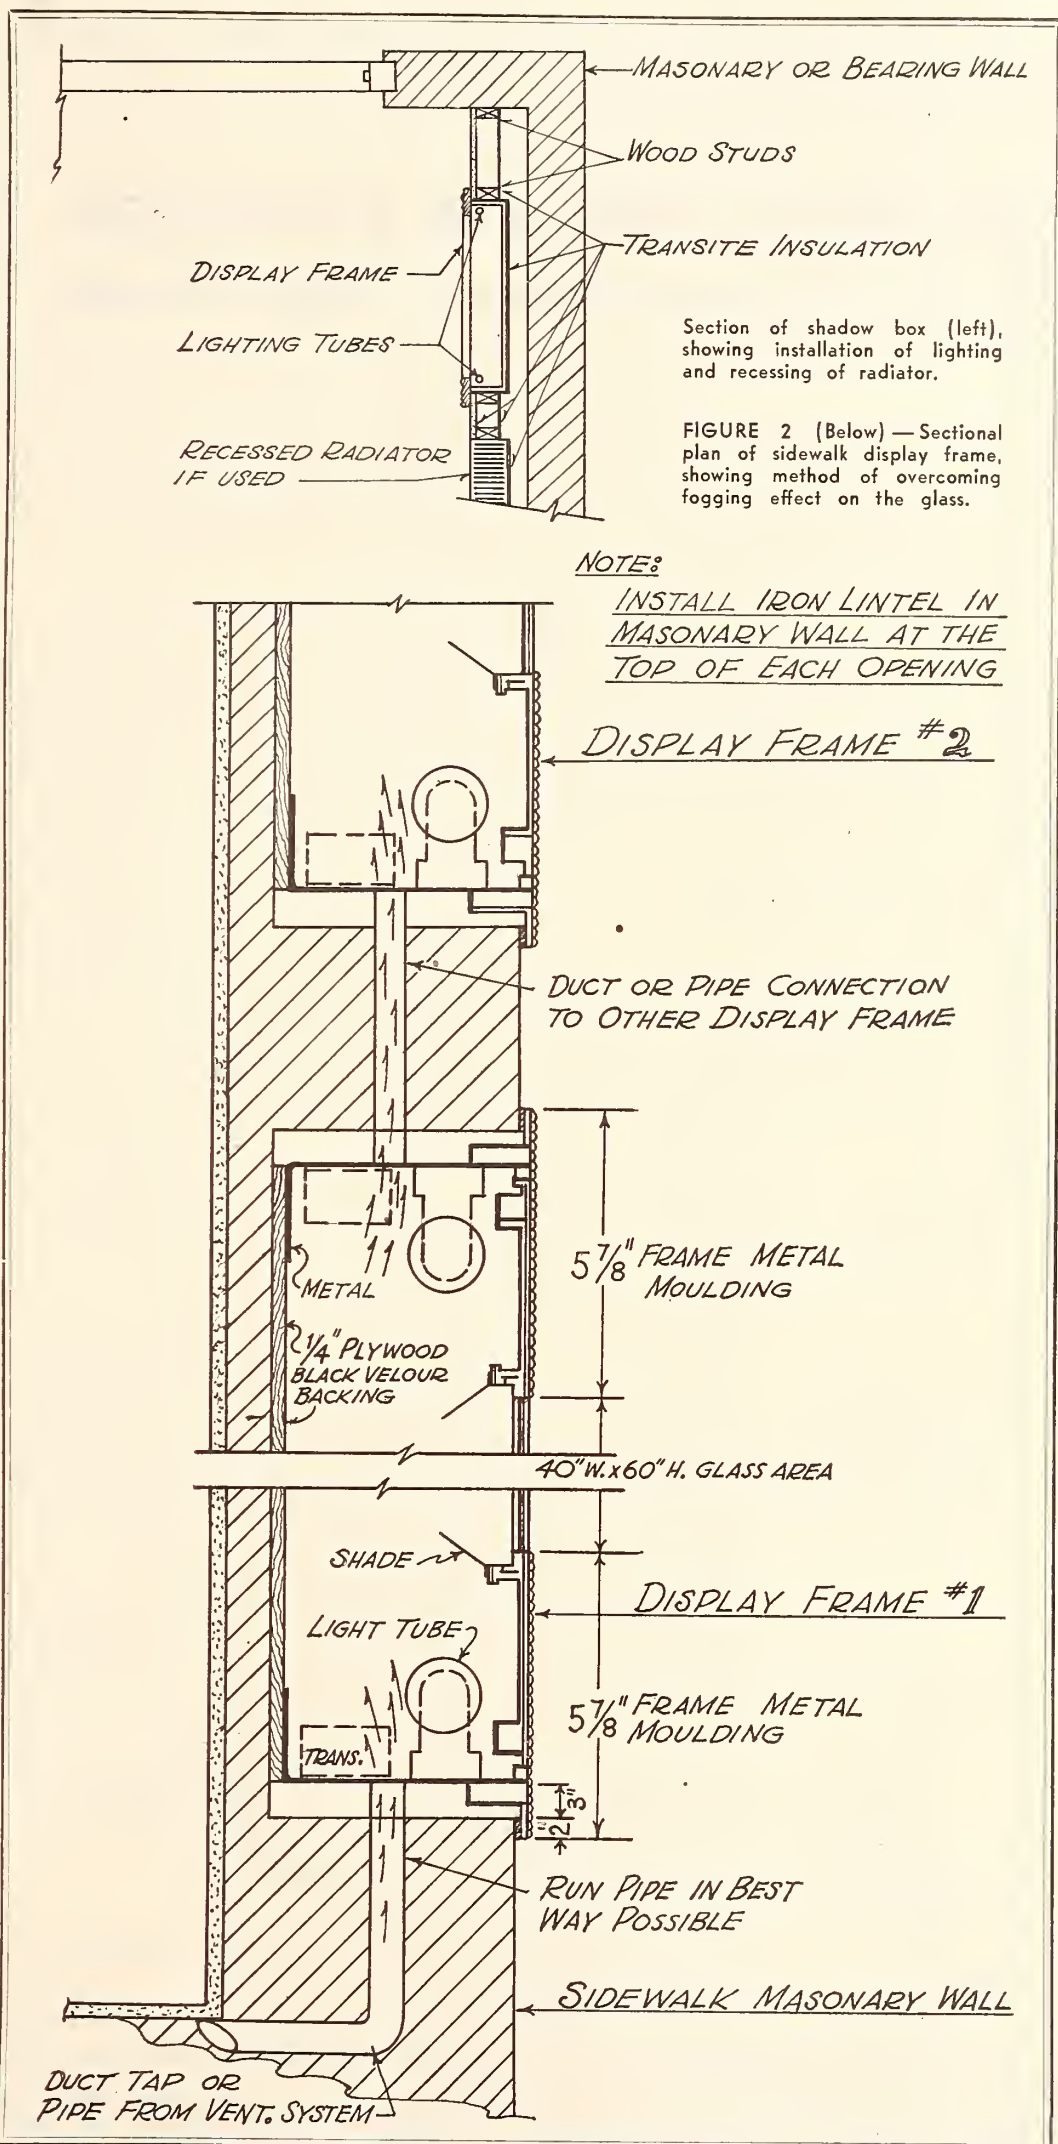 MASONARY OR BEARING WALL
WOOD STUDS
TRANSITE INSULATION
DISPLAY FRAME
LIGHTING TUBES
RECESSED RADIATOR
IF USED
Section of shadow box (left),
showing installation of lighting
and recessing of radiator.
FIGURE 2 (Below) — Sectional
plan of sidewalk display frame,
showing method of overcoming
fogging effect on the glass.
NOTE:
INSTALL IRON LINTEL IN
MASONARY WALL AT THE
TOP OF EACH OPENING
DISPLAY FRAME #2
DUCT OR PIPE CONNECTION
TO OTHER DISPLAY FRAME
5 7/8" FRAME METAL
MOULDING
METAL
1/4" PLYWOOD
BLACK VELOUR
BACKING
40" W. x 60" H. GLASS AREA
SHADE
DISPLAY FRAME #1
LIGHT TUBE
5 7/8" FRAME METAL
MOULDING
TRANS.
3"
2"
RUN PIPE IN BEST
WAY POSSIBLE
SIDEWALK MASONARY WALL
DUCT TAP OR
PIPE FROM VENT. SYSTEM